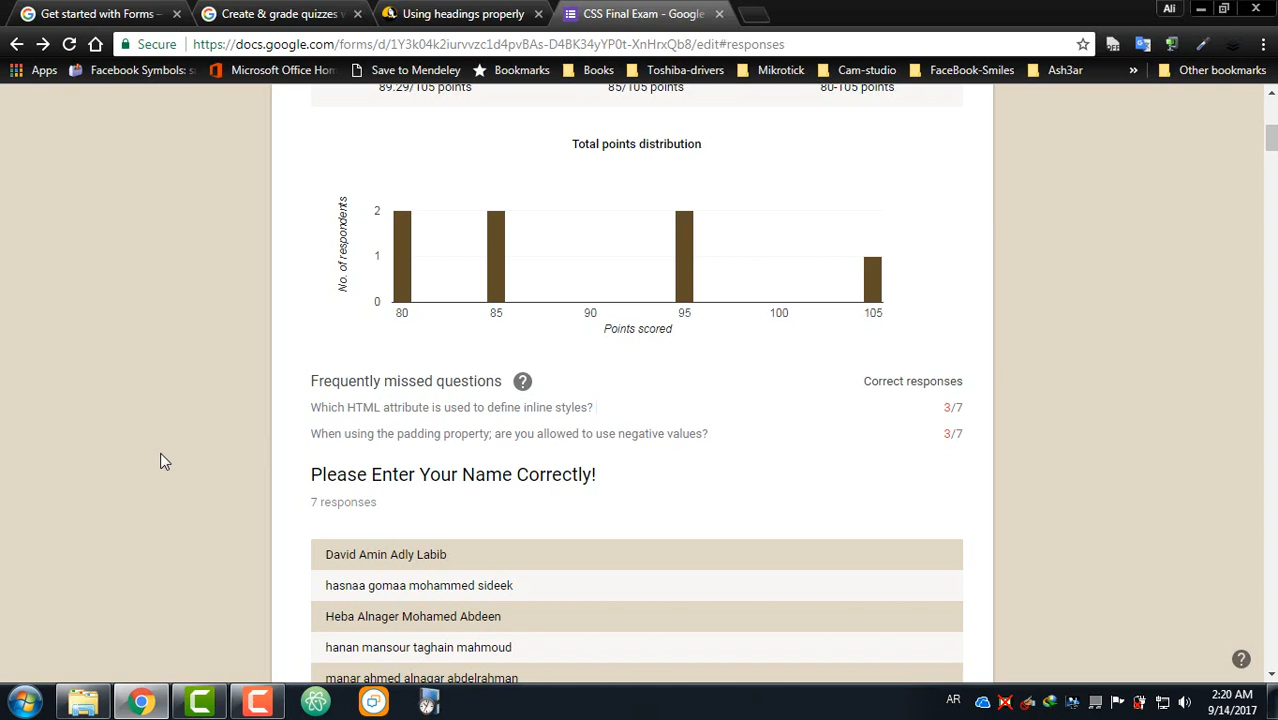 Get started with Forms –
Create & grade quizzes w
Using headings properly
CSS Final Exam - Google
Ali
Secure
https://docs.google.com/forms/d/1Y3k04k2iurvvzc1d4pvBAs-D4BK34yYP0t-XnHrxQb8/edit#responses
Apps
Facebook Symbols: s
Microsoft Office Hom
Save to Mendeley
Bookmarks
Books
Toshiba-drivers
Mikrotick
Cam-studio
FaceBook-Smiles
Ash3ar
»
Other bookmarks
89.29/105 points
85/105 points
80-105 points
Total points distribution
No. of respondents
2
1
0
80
85
90
95
100
105
Points scored
Frequently missed questions
Correct responses
Which HTML attribute is used to define inline styles?
3/7
When using the padding property; are you allowed to use negative values?
3/7
Please Enter Your Name Correctly!
7 responses
David Amin Adly Labib
hasnaa gomaa mohammed sideek
Heba Alnager Mohamed Abdeen
hanan mansour taghain mahmoud
manar ahmed alnagar abdelrahman
AR
2:20 AM
9/14/2017